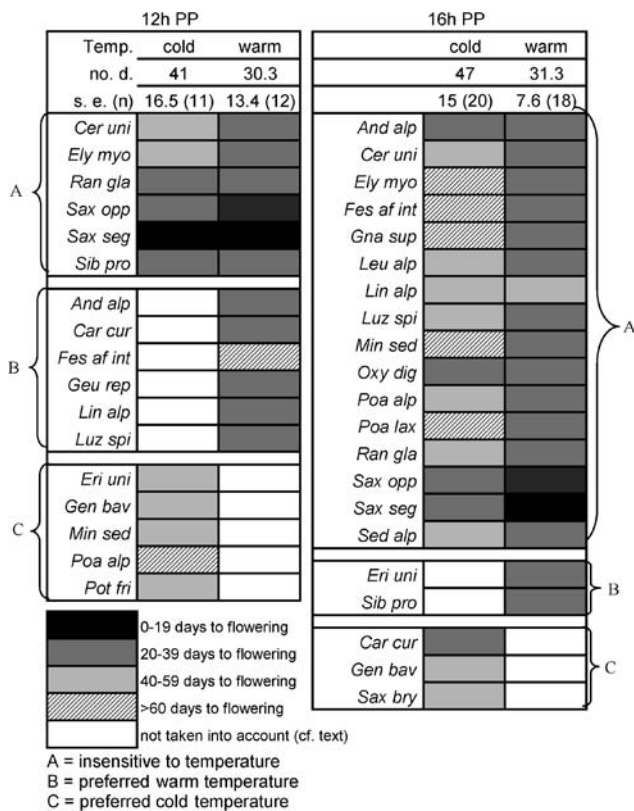 12h PP
Temp. cold warm
no. d. 41 30.3
s. e. (n) 16.5 (11) 13.4 (12)
A
Cer uni
Ely myo
Ran gla
Sax opp
Sax seg
Sib pro
B
And alp
Car cur
Fes af int
Geu rep
Lin alp
Luz spi
C
Eri uni
Gen bav
Min sed
Poa alp
Pot fri
16h PP
cold warm
47 31.3
15 (20) 7.6 (18)
And alp
Cer uni
Ely myo
Fes af int
Gna sup
Leu alp
Lin alp
Luz spi
Min sed
Oxy dig
Poa alp
Poa lax
Ran gla
Sax opp
Sax seg
Sed alp
A
Eri uni
Sib pro
B
Car cur
Gen bav
Sax bry
C
0-19 days to flowering
20-39 days to flowering
40-59 days to flowering
>60 days to flowering
not taken into account (cf. text)
A = insensitive to temperature
B = preferred warm temperature
C = preferred cold temperature